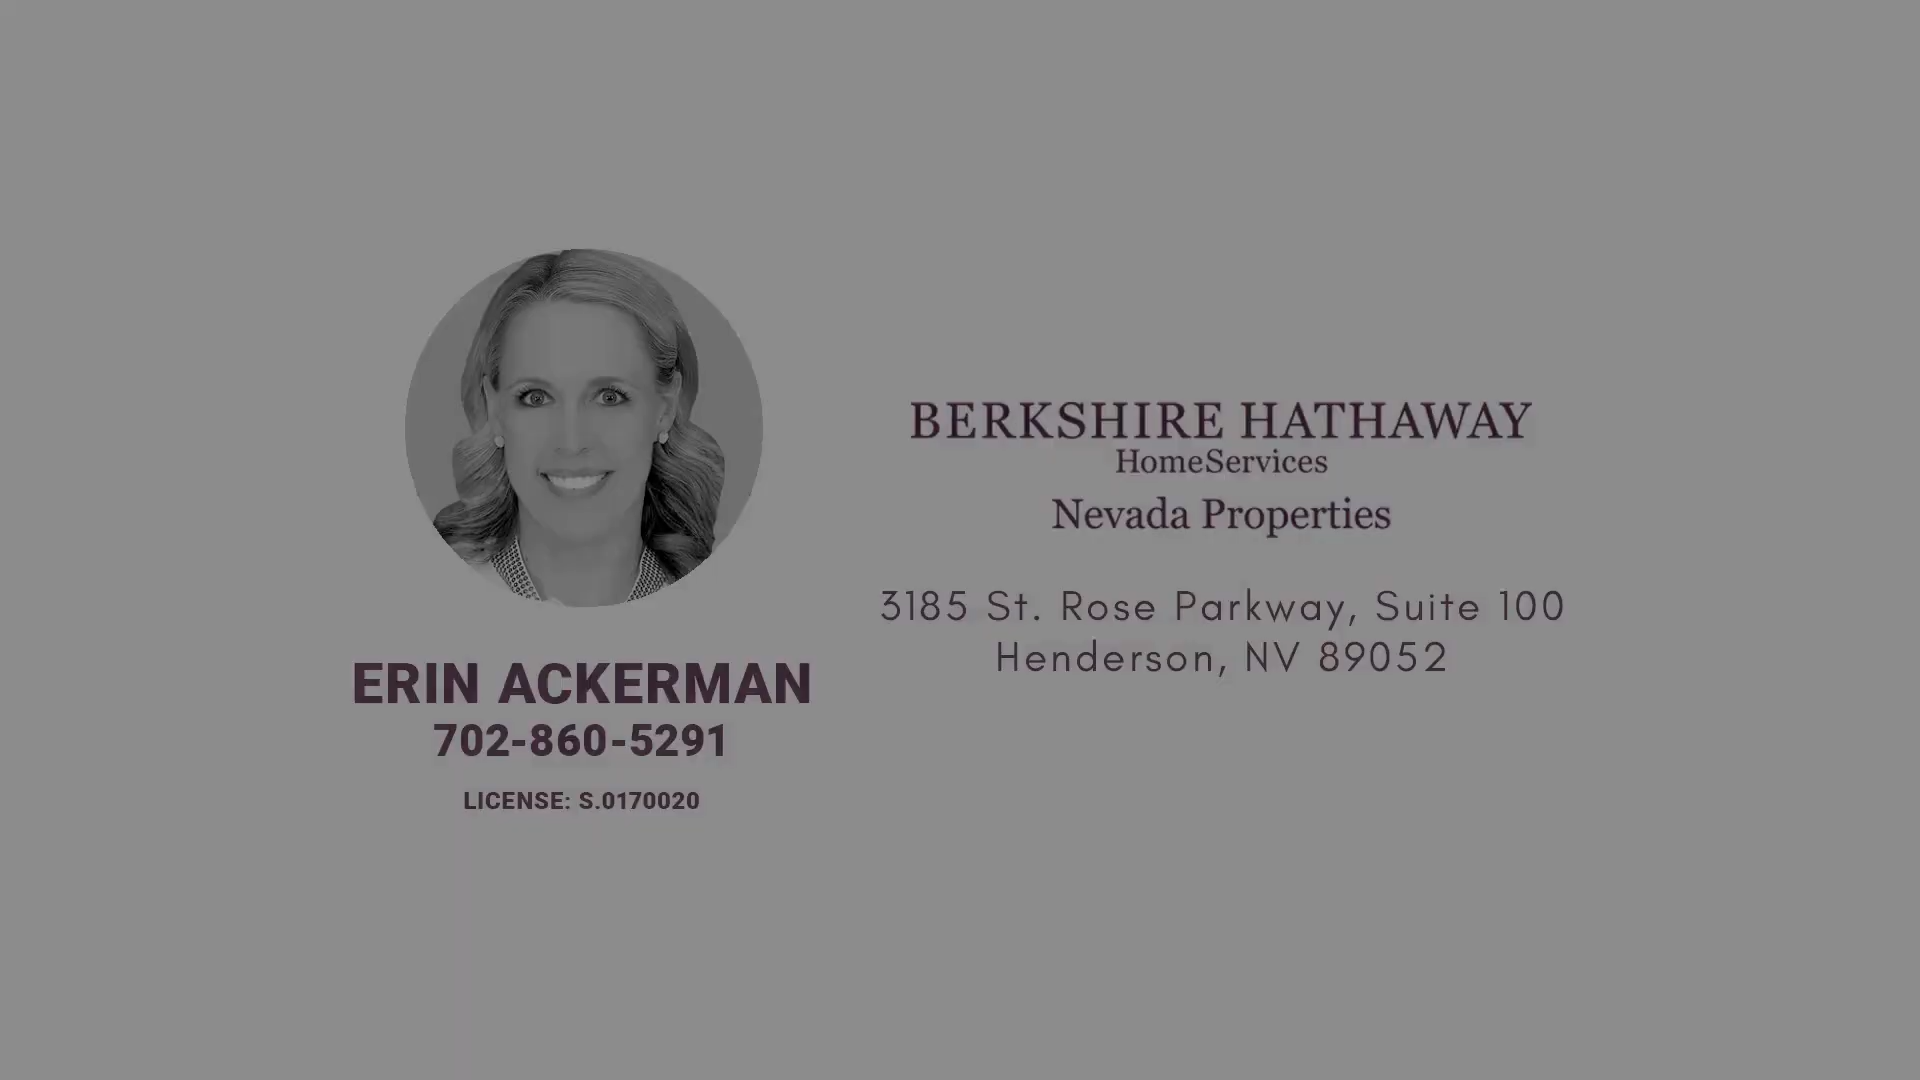 ERIN ACKERMAN
702-860-5291
LICENSE: S.0170020
BERKSHIRE HATHAWAY
HomeServices
Nevada Properties
3185 St. Rose Parkway, Suite 100
Henderson, NV 89052